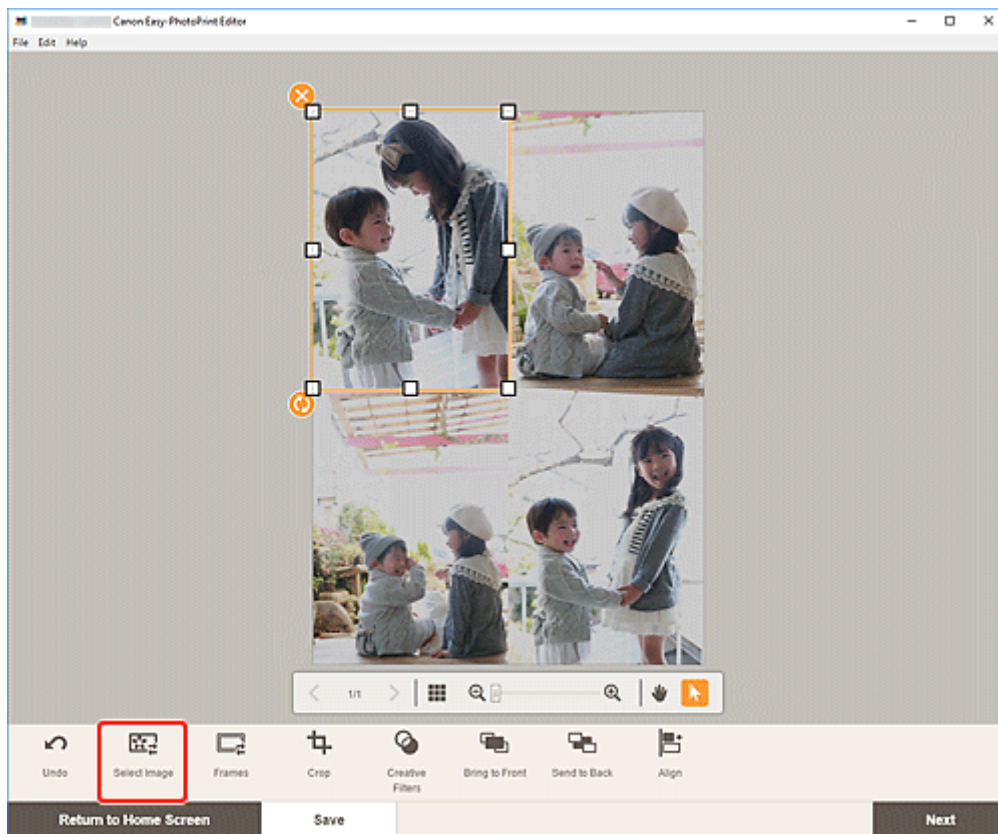 Canon Easy-PhotoPrint Editor
File Edit Help
1/1
Undo
Select Image
Frames
Crop
Creative
Filters
Bring to Front
Send to Back
Align
Return to Home Screen
Save
Next